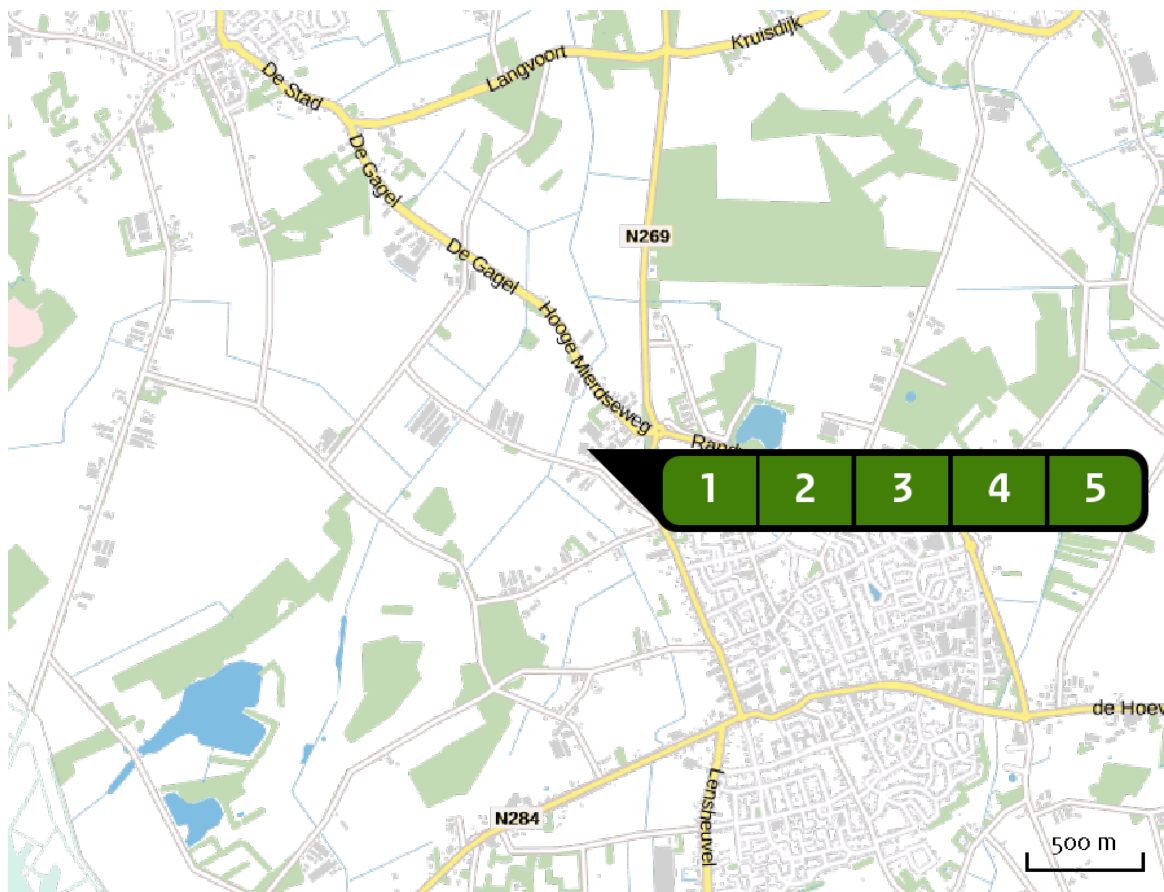 Kruisdijk
Langvoort
De Stad
De Gagel
N269
De Gagel
Hooge Mierdseweg
1 2 3 4 5
de Hoev
Lensheuvel
N284
500 m